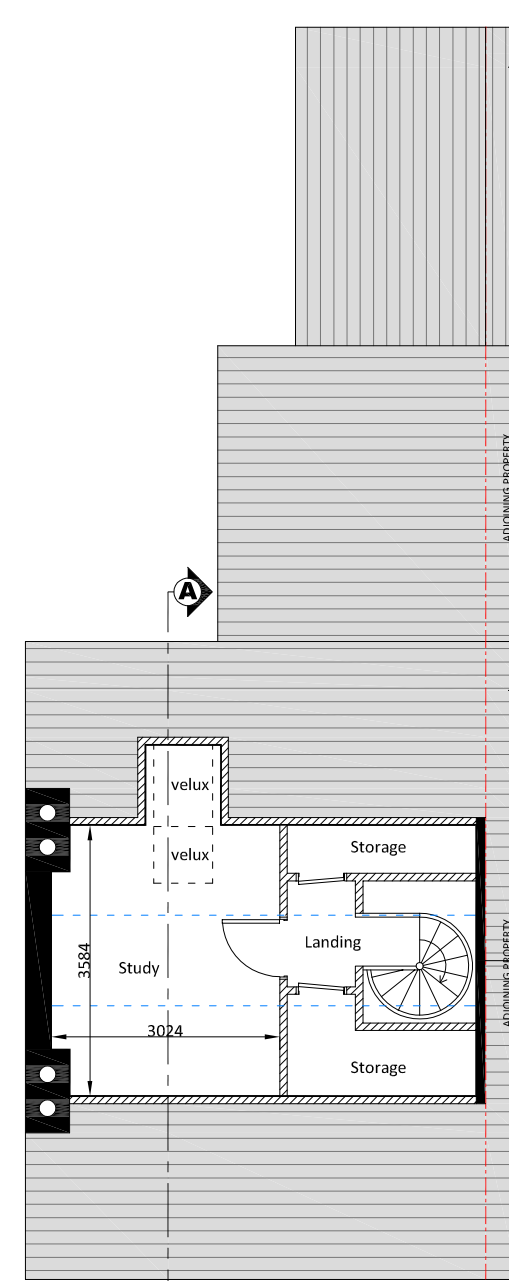 ADJOINING PROPERTY
A
velux
velux
Storage
Landing
3584
Study
3024
Storage
ADJOINING PROPERTY